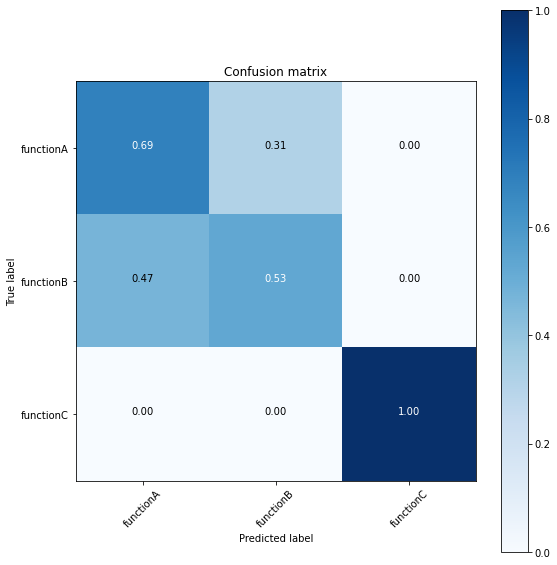 Confusion matrix
True label
functionA
0.69 0.31 0.00
functionB
0.47 0.53 0.00
functionC
0.00 0.00 1.00
functionA functionB functionC
Predicted label
1.0
0.8
0.6
0.4
0.2
0.0